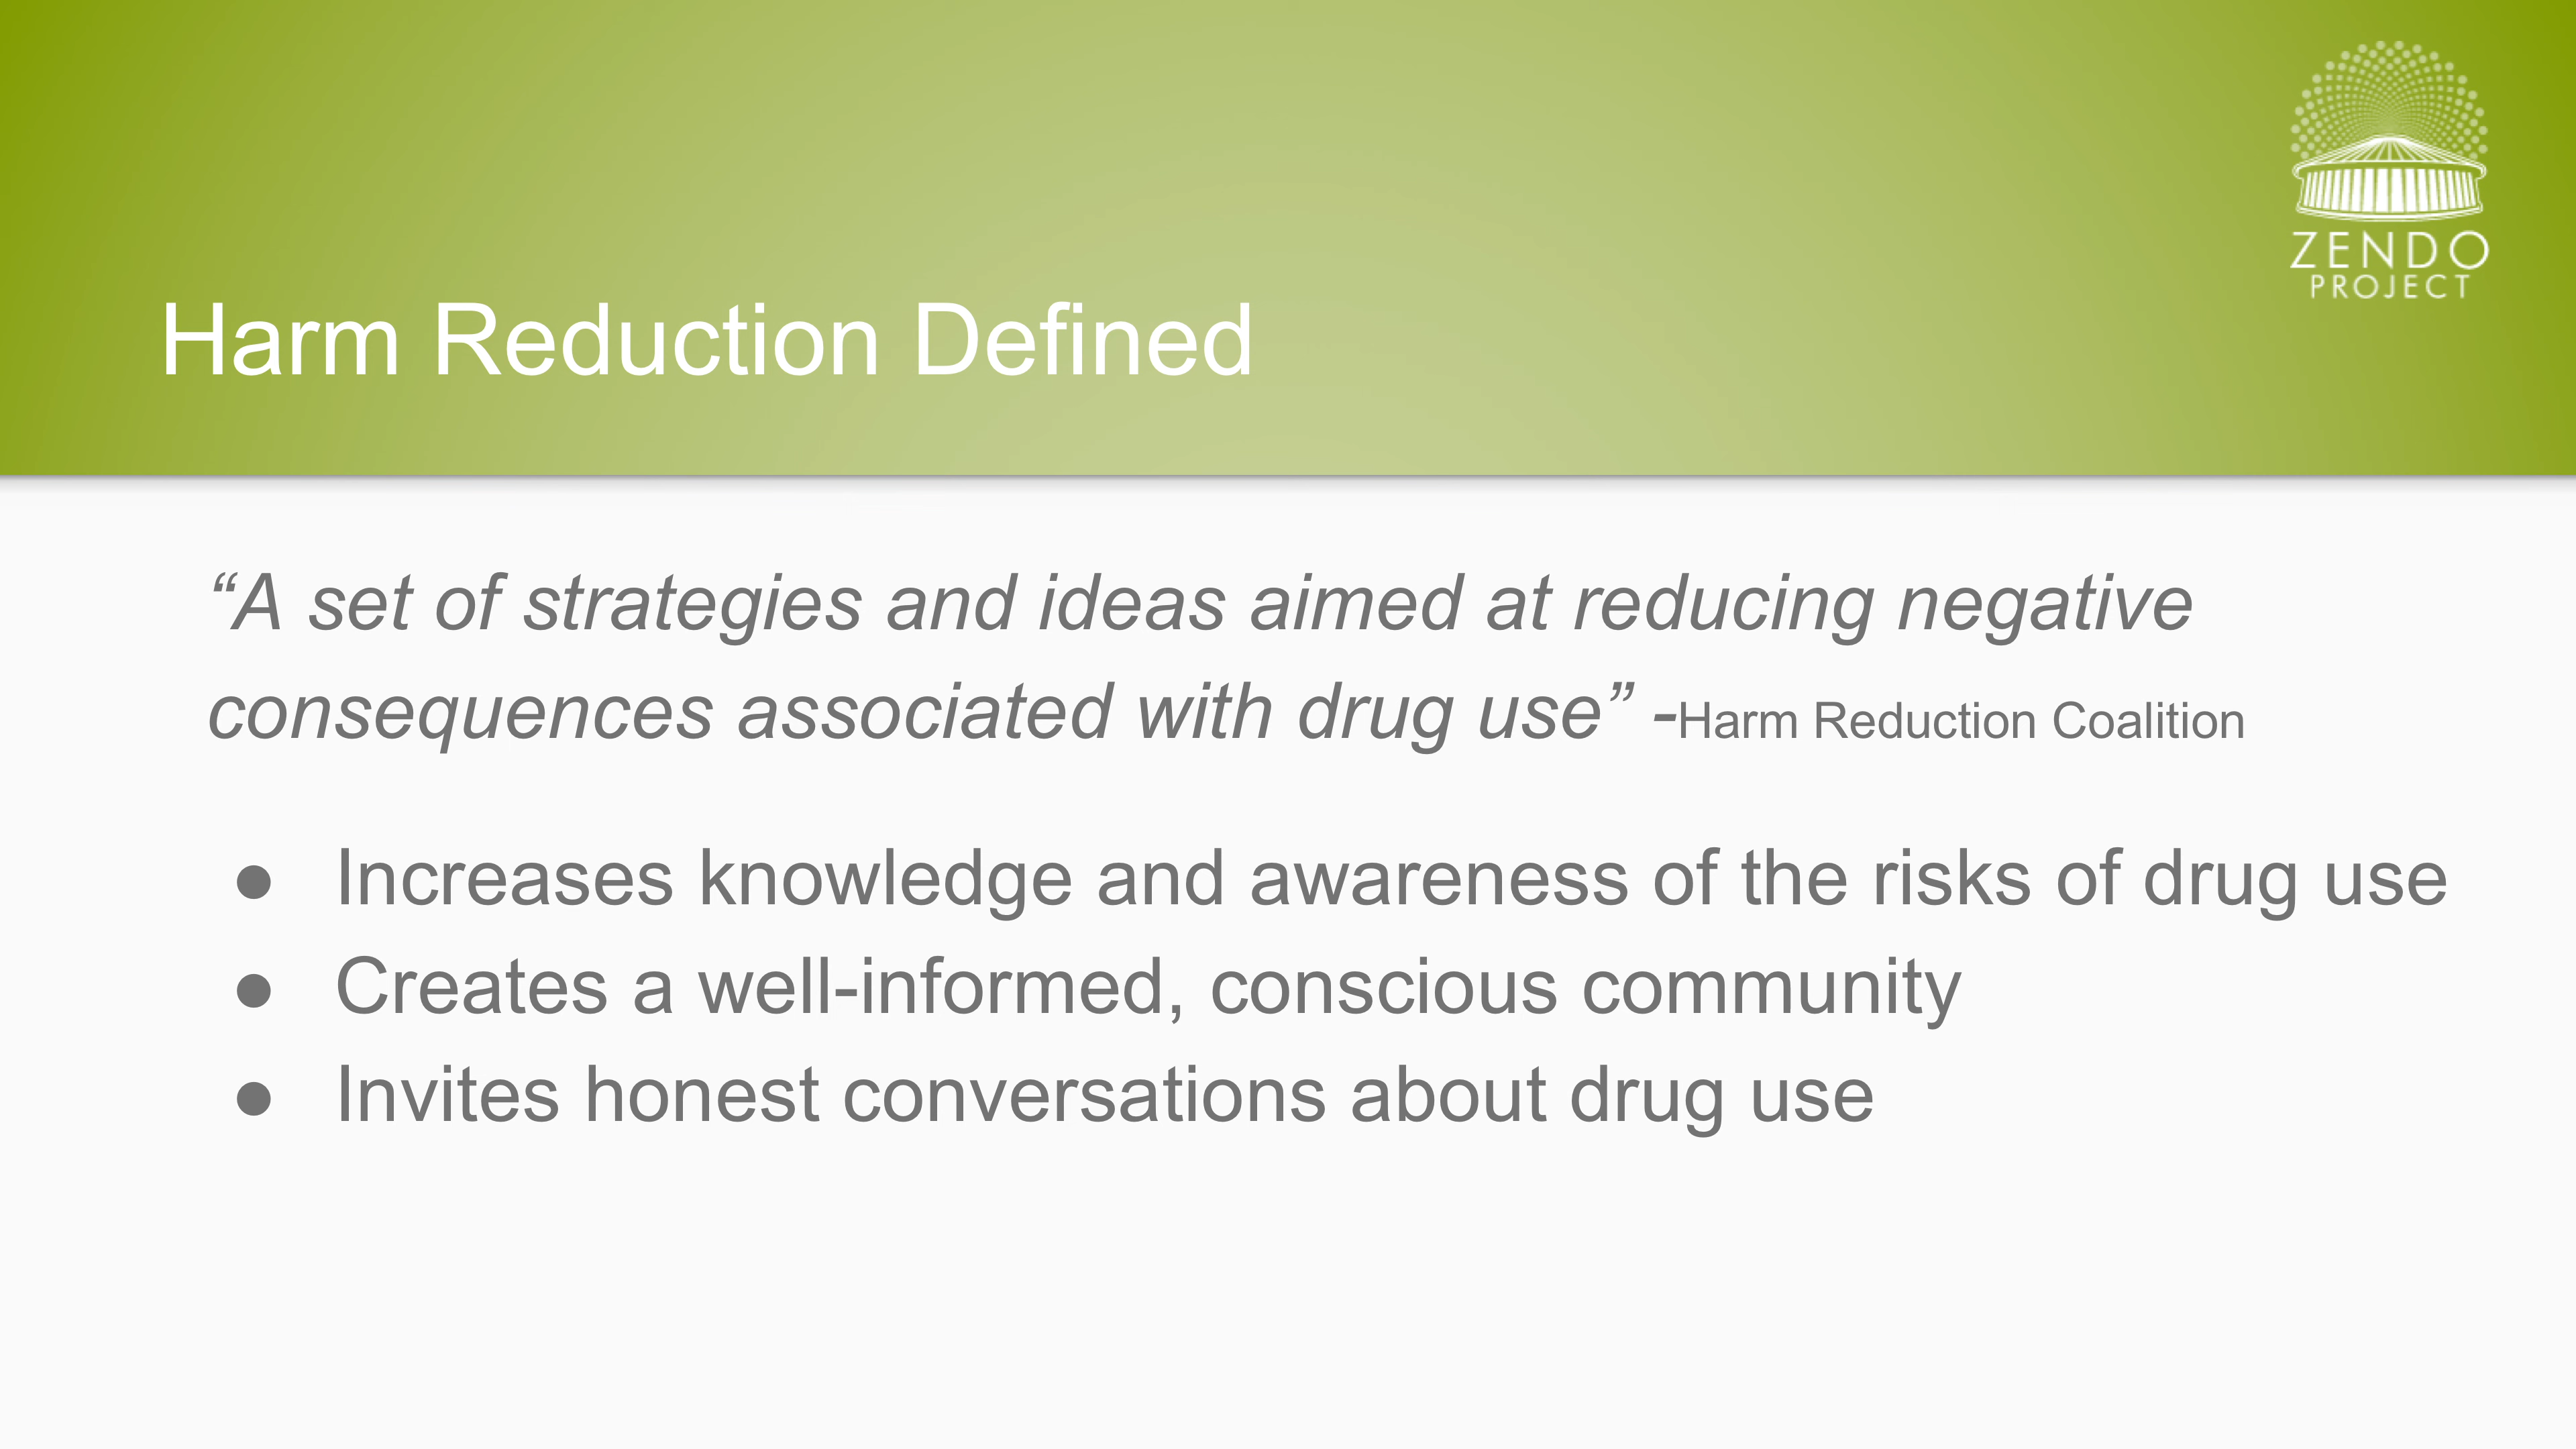 ZENDO
PROJECT
Harm Reduction Defined
“A set of strategies and ideas aimed at reducing negative
consequences associated with drug use” -Harm Reduction Coalition
● Increases knowledge and awareness of the risks of drug use
● Creates a well-informed, conscious community
● Invites honest conversations about drug use